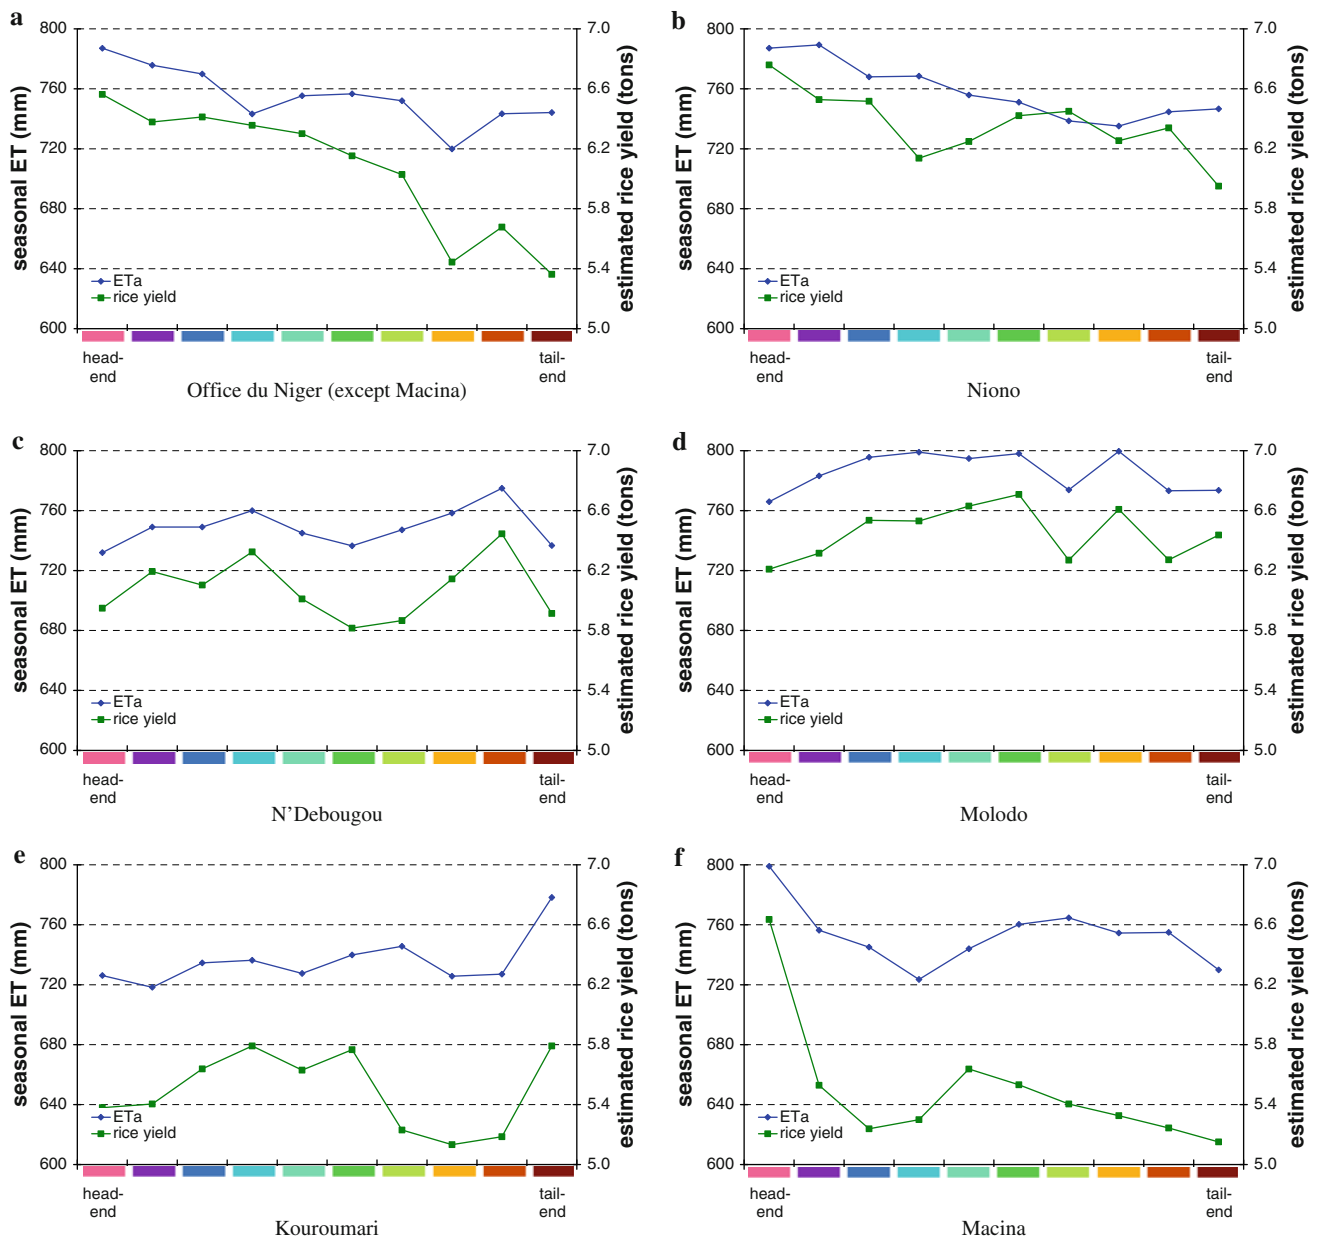 a
800
760
720
680
640
600
seasonal ET (mm)
7.0
6.6
6.2
5.8
5.4
5.0
estimated rice yield (tons)
ETa
rice yield
head-
end
tail-
end
Office du Niger (except Macina)
b
800
760
720
680
640
600
seasonal ET (mm)
7.0
6.6
6.2
5.8
5.4
5.0
estimated rice yield (tons)
ETa
rice yield
head-
end
tail-
end
Niono
c
800
760
720
680
640
600
seasonal ET (mm)
7.0
6.6
6.2
5.8
5.4
5.0
estimated rice yield (tons)
ETa
rice yield
head-
end
tail-
end
N'Debougou
d
800
760
720
680
640
600
seasonal ET (mm)
7.0
6.6
6.2
5.8
5.4
5.0
estimated rice yield (tons)
ETa
rice yield
head-
end
tail-
end
Molodo
e
800
760
720
680
640
600
seasonal ET (mm)
7.0
6.6
6.2
5.8
5.4
5.0
estimated rice yield (tons)
ETa
rice yield
head-
end
tail-
end
Kouroumari
f
800
760
720
680
640
600
seasonal ET (mm)
7.0
6.6
6.2
5.8
5.4
5.0
estimated rice yield (tons)
ETa
rice yield
head-
end
tail-
end
Macina